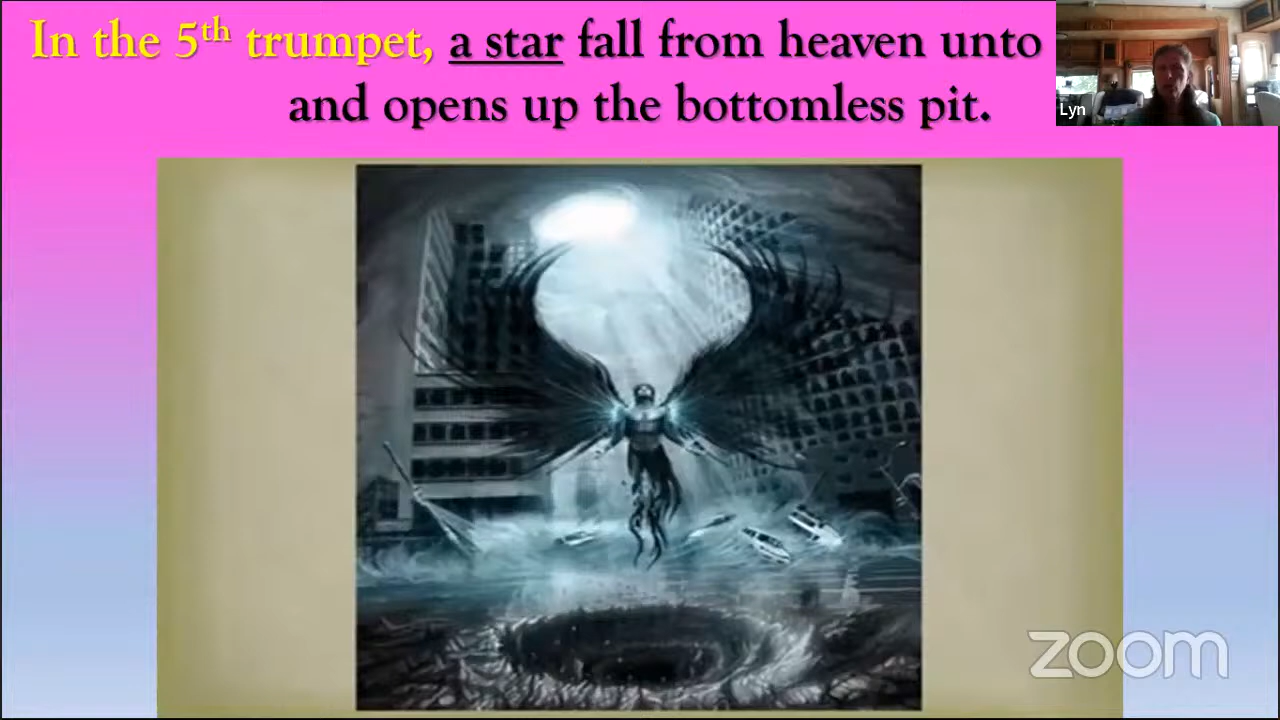 In the 5th trumpet, a star fall from heaven unto
and opens up the bottomless pit.
Lyn
zoom